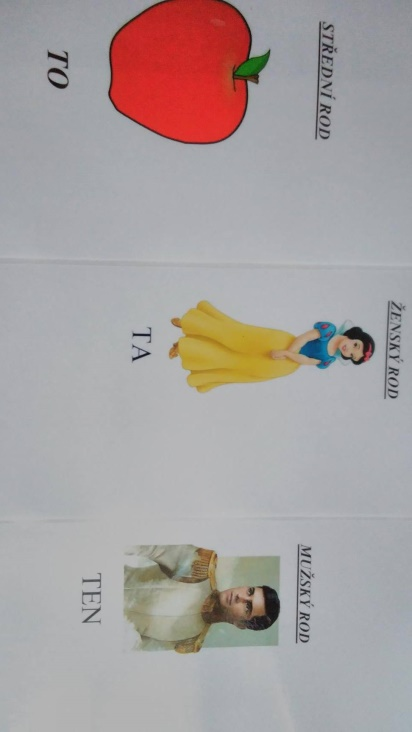 STŘEDNÍ ROD
TO
ŽENSKÝ ROD
TA
MUŽSKÝ ROD
TEN